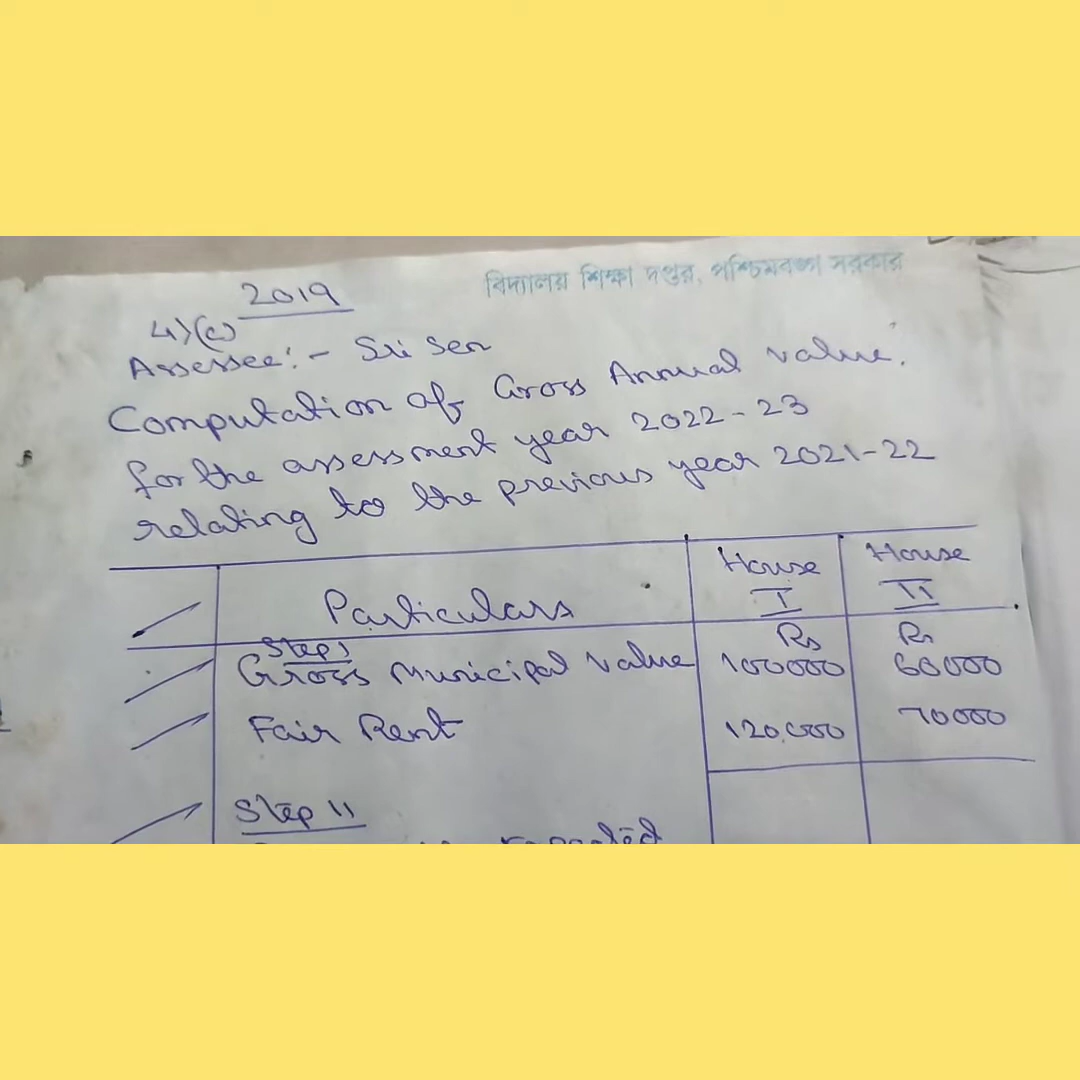 বিদ্যালয় শিক্ষা দপ্তর, পশ্চিমবঙ্গ সরকার
2019
4)(c)
Assessee:- Sri Sen
Computation of Gross Annual value.
for the assessment year 2022-23
relating to the previous year 2021-22
Particulars House I House II
Step 1 Rs Rs
Gross Municipal Value 100000 60000
Fair Rent 120,000 70000
Step 11